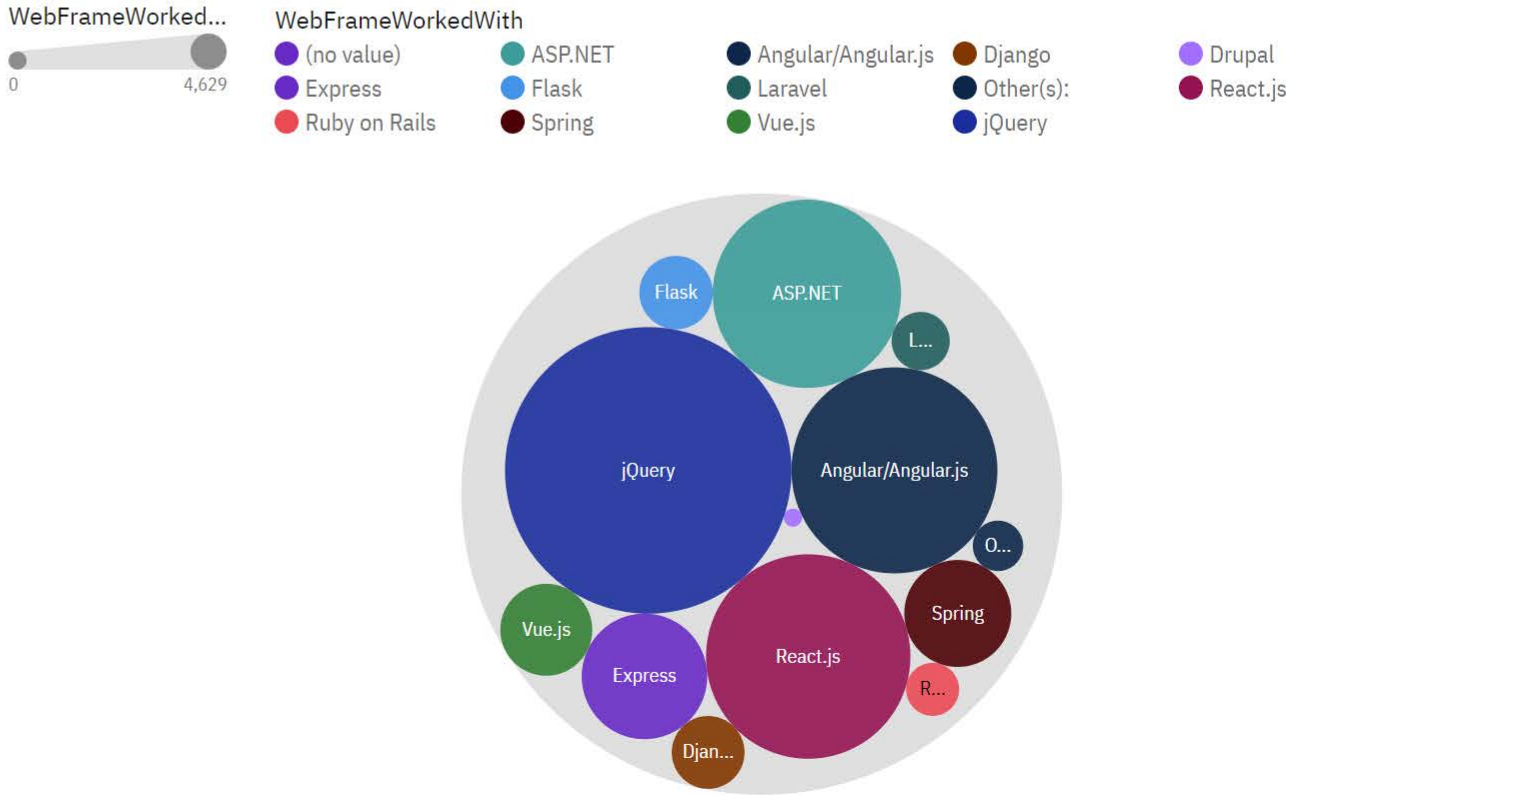 WebFrameWorked...
0
4,629
WebFrameWorkedWith
(no value)
ASP.NET
Angular/Angular.js
Django
Drupal
Express
Flask
Laravel
Other(s):
React.js
Ruby on Rails
Spring
Vue.js
jQuery
ASP.NET
Flask
L...
jQuery
Angular/Angular.js
O...
Spring
Vue.js
React.js
Express
R...
Djan...